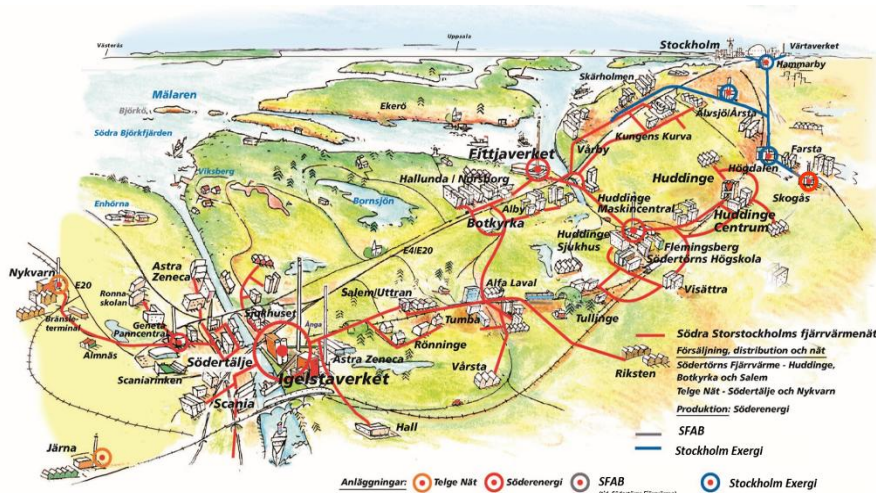 Uppsala
Västerås
Stockholm
Värtaverket
Hammarby
Skärholmen
Mälaren
Björkö
Ekerö
Älvsjö/Årsta
Södra Björkfjärden
Kungens Kurva
Vårby
Fittjaverket
Farsta
Högdalen
Viksberg
Hallunda / Norsborg
Huddinge
Skogås
Bornsjön
Alby
Huddinge
Maskincentral
Huddinge
Centrum
Enhörna
Botkyrka
Huddinge
Sjukhus
Flemingsberg
Södertörns Högskola
E4/E20
Nykvarn
E20
Astra
Zeneca
Ronna-
skolan
Sjukhuset
Salem/Uttran
Alfa Laval
Visättra
Bränsle-
terminal
Geneta
Panncentral
Ånga
Tumba
Tullinge
Almnäs
Södertälje
Rönninge
Astra Zeneca
Igelstaverket
Vårsta
Riksten
Scaniarinken
Scania
Hall
Järna
Södra Storstockholms fjärrvärmenät
Försäljning, distribution och nät
Södertörns Fjärrvärme - Huddinge,
Botkyrka och Salem
Telge Nät - Södertälje och Nykvarn
Produktion: Söderenergi
SFAB
Stockholm Exergi
Anläggningar: Telge Nät Söderenergi SFAB Stockholm Exergi